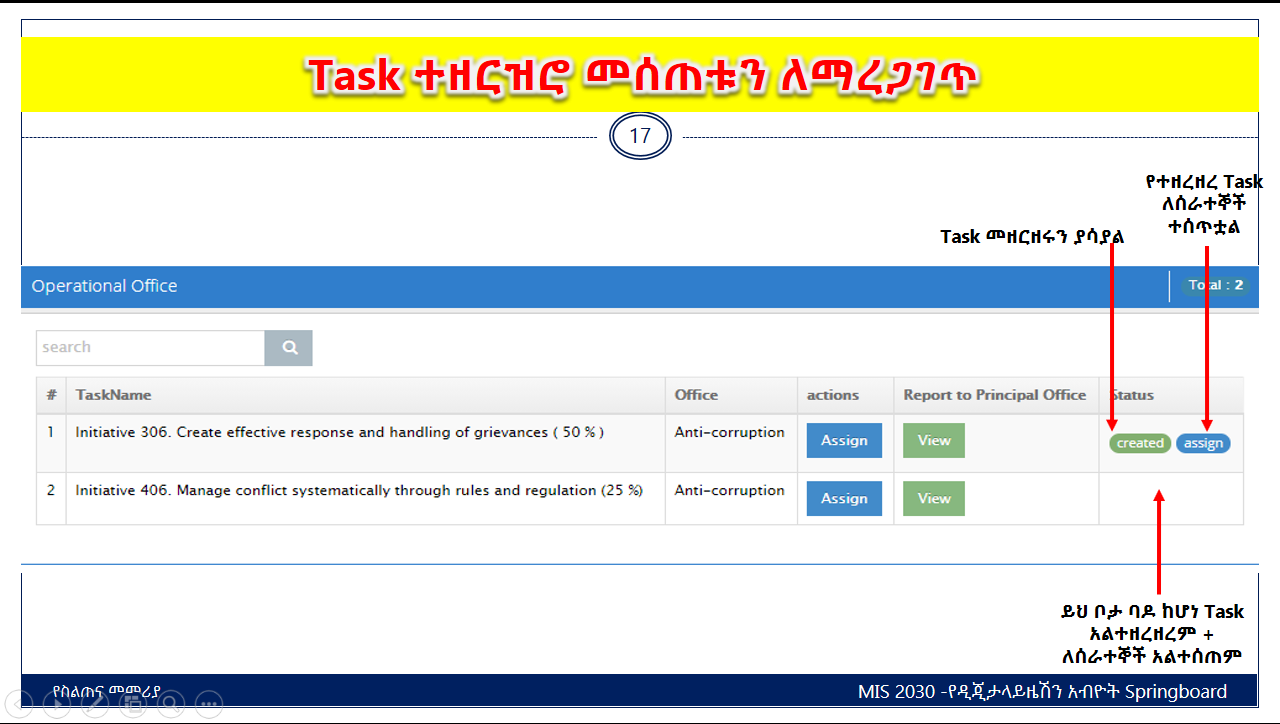 Task ተዘርዝሮ መሰጠቱን ለማረጋገጥ
17
የተዘረዘረ Task
ለሰራተኞች
ተሰጥቷል
Task መዘርዘሩን ያሳያል
Operational Office
Total : 2
search
# TaskName Office actions Report to Principal Office Status
1 Initiative 306. Create effective response and handling of grievances ( 50 % ) Anti-corruption Assign View created assign
2 Initiative 406. Manage conflict systematically through rules and regulation (25 %) Anti-corruption Assign View
ይህ ቦታ ባዶ ከሆነ Task
አልተዘረዘረም +
ለሰራተኞች አልተሰጠም
የስልጠና መመሪያ
MIS 2030 -የዲጂታላይዜሽን አብዮት Springboard